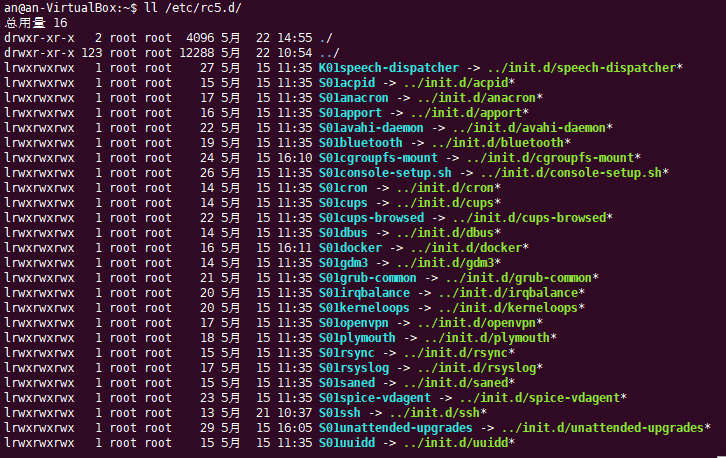 an@an-VirtualBox:~$ ll /etc/rc5.d/
总用量 16
drwxr-xr-x   2 root root  4096 5月  22 14:55 ./
drwxr-xr-x 123 root root 12288 5月  22 10:54 ../
lrwxrwxrwx   1 root root    27 5月  15 11:35 K01speech-dispatcher -> ../init.d/speech-dispatcher*
lrwxrwxrwx   1 root root    15 5月  15 11:35 S01acpid -> ../init.d/acpid*
lrwxrwxrwx   1 root root    17 5月  15 11:35 S01anacron -> ../init.d/anacron*
lrwxrwxrwx   1 root root    16 5月  15 11:35 S01apport -> ../init.d/apport*
lrwxrwxrwx   1 root root    22 5月  15 11:35 S01avahi-daemon -> ../init.d/avahi-daemon*
lrwxrwxrwx   1 root root    19 5月  15 11:35 S01bluetooth -> ../init.d/bluetooth*
lrwxrwxrwx   1 root root    24 5月  15 16:10 S01cgroupfs-mount -> ../init.d/cgroupfs-mount*
lrwxrwxrwx   1 root root    26 5月  15 11:35 S01console-setup.sh -> ../init.d/console-setup.sh*
lrwxrwxrwx   1 root root    14 5月  15 11:35 S01cron -> ../init.d/cron*
lrwxrwxrwx   1 root root    14 5月  15 11:35 S01cups -> ../init.d/cups*
lrwxrwxrwx   1 root root    22 5月  15 11:35 S01cups-browsed -> ../init.d/cups-browsed*
lrwxrwxrwx   1 root root    14 5月  15 11:35 S01dbus -> ../init.d/dbus*
lrwxrwxrwx   1 root root    16 5月  15 16:11 S01docker -> ../init.d/docker*
lrwxrwxrwx   1 root root    14 5月  15 11:35 S01gdm3 -> ../init.d/gdm3*
lrwxrwxrwx   1 root root    21 5月  15 11:35 S01grub-common -> ../init.d/grub-common*
lrwxrwxrwx   1 root root    20 5月  15 11:35 S01irqbalance -> ../init.d/irqbalance*
lrwxrwxrwx   1 root root    20 5月  15 11:35 S01kerneloops -> ../init.d/kerneloops*
lrwxrwxrwx   1 root root    17 5月  15 11:35 S01openvpn -> ../init.d/openvpn*
lrwxrwxrwx   1 root root    18 5月  15 11:35 S01plymouth -> ../init.d/plymouth*
lrwxrwxrwx   1 root root    15 5月  15 11:35 S01rsync -> ../init.d/rsync*
lrwxrwxrwx   1 root root    17 5月  15 11:35 S01rsyslog -> ../init.d/rsyslog*
lrwxrwxrwx   1 root root    15 5月  15 11:35 S01saned -> ../init.d/saned*
lrwxrwxrwx   1 root root    23 5月  15 11:35 S01spice-vdagent -> ../init.d/spice-vdagent*
lrwxrwxrwx   1 root root    13 5月  21 10:37 S01ssh -> ../init.d/ssh*
lrwxrwxrwx   1 root root    29 5月  15 16:05 S01unattended-upgrades -> ../init.d/unattended-upgrades*
lrwxrwxrwx   1 root root    15 5月  15 11:35 S01uuidd -> ../init.d/uuidd*